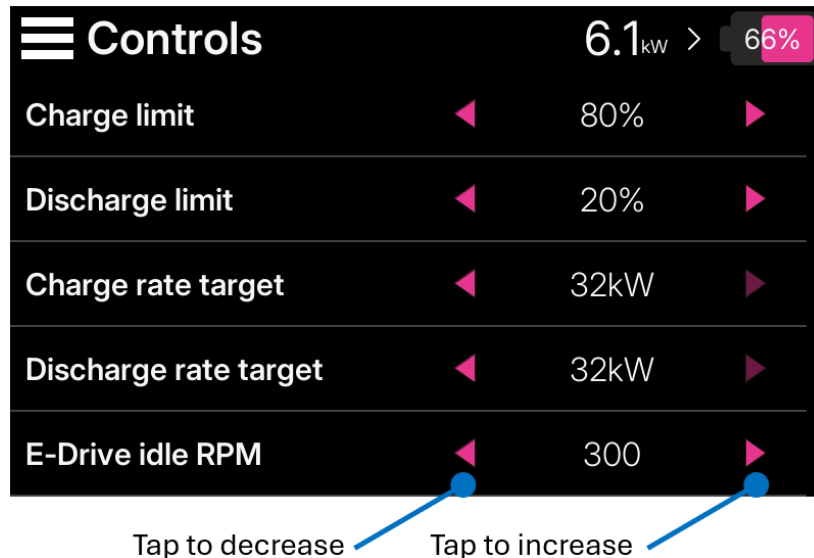 Controls 6.1kW > 66%
Charge limit 80%
Discharge limit 20%
Charge rate target 32kW
Discharge rate target 32kW
E-Drive idle RPM 300
Tap to decrease Tap to increase